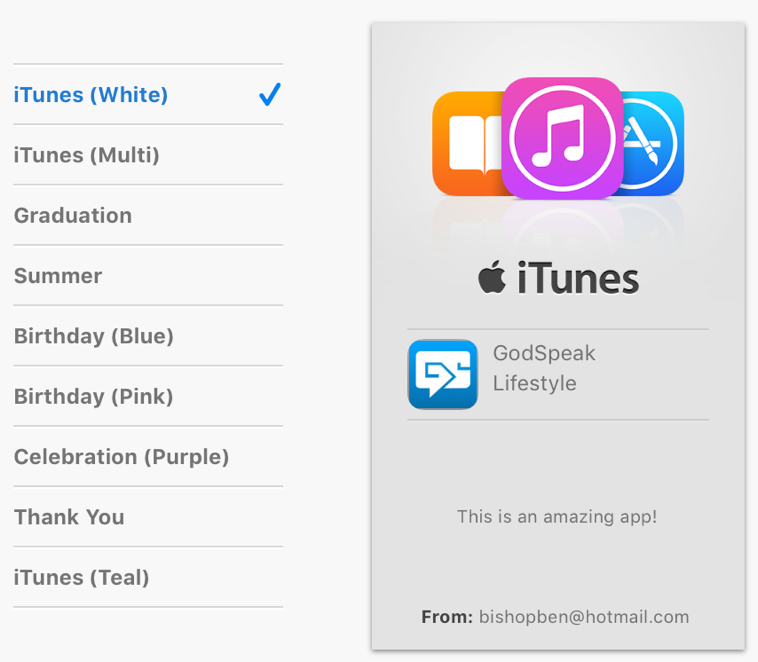 iTunes (White)
iTunes (Multi)
Graduation
Summer
Birthday (Blue)
Birthday (Pink)
Celebration (Purple)
Thank You
iTunes (Teal)
iTunes
GodSpeak
Lifestyle
This is an amazing app!
From: bishopben@hotmail.com